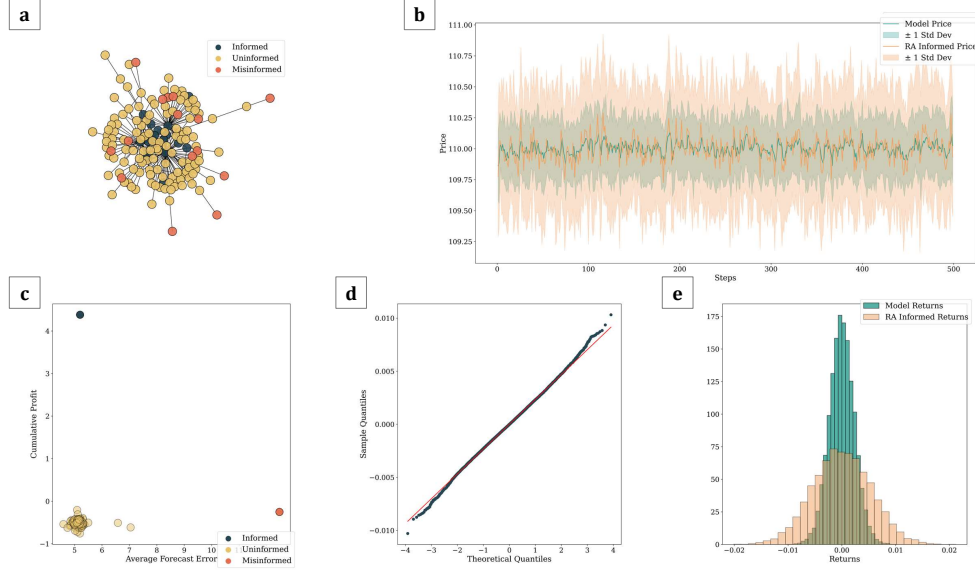 a
Informed
Uninformed
Misinformed
b
Model Price
± 1 Std Dev
RA Informed Price
± 1 Std Dev
111.00
110.75
110.50
110.25
110.00
109.75
109.50
109.25
Price
0
100
200
300
400
500
Steps
c
4
3
2
1
0
−1
Cumulative Profit
5
6
7
8
9
10
Average Forecast Error
Informed
Uninformed
Misinformed
d
0.010
0.005
0.000
−0.005
−0.010
Sample Quantiles
−4
−3
−2
−1
0
1
2
3
4
Theoretical Quantiles
e
Model Returns
RA Informed Returns
175
150
125
100
75
50
25
0
−0.02
−0.01
0.00
0.01
0.02
Returns